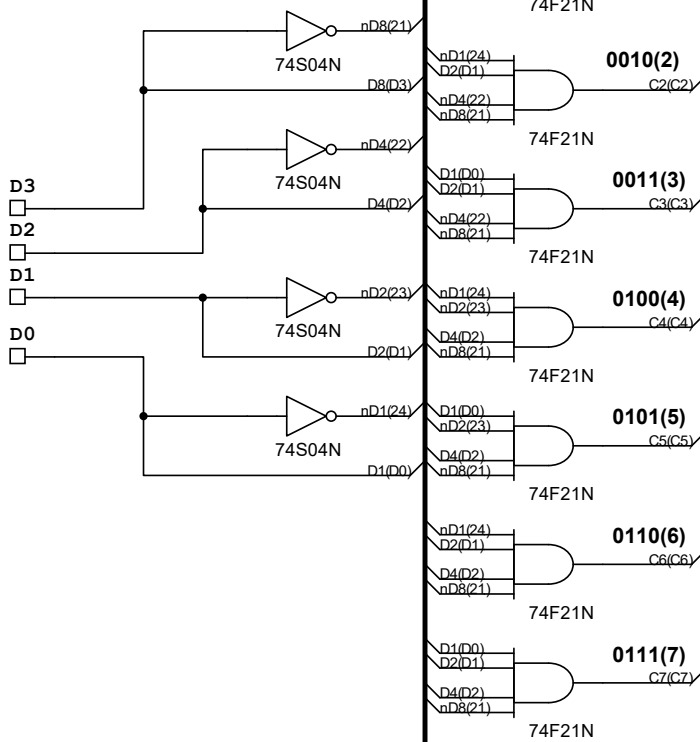 74F21N
nD8(21)
74S04N
D8(D3)
nD4(22)
74S04N
D4(D2)
D3
D2
D1
D0
nD2(23)
74S04N
D2(D1)
nD1(24)
74S04N
D1(D0)
nD1(24)
D2(D1)
nD4(22)
nD8(21)
0010(2)
C2(C2)
74F21N
D1(D0)
D2(D1)
nD4(22)
nD8(21)
0011(3)
C3(C3)
74F21N
nD1(24)
nD2(23)
D4(D2)
nD8(21)
0100(4)
C4(C4)
74F21N
D1(D0)
nD2(23)
D4(D2)
nD8(21)
0101(5)
C5(C5)
74F21N
nD1(24)
D2(D1)
D4(D2)
nD8(21)
0110(6)
C6(C6)
74F21N
D1(D0)
D2(D1)
D4(D2)
nD8(21)
0111(7)
C7(C7)
74F21N